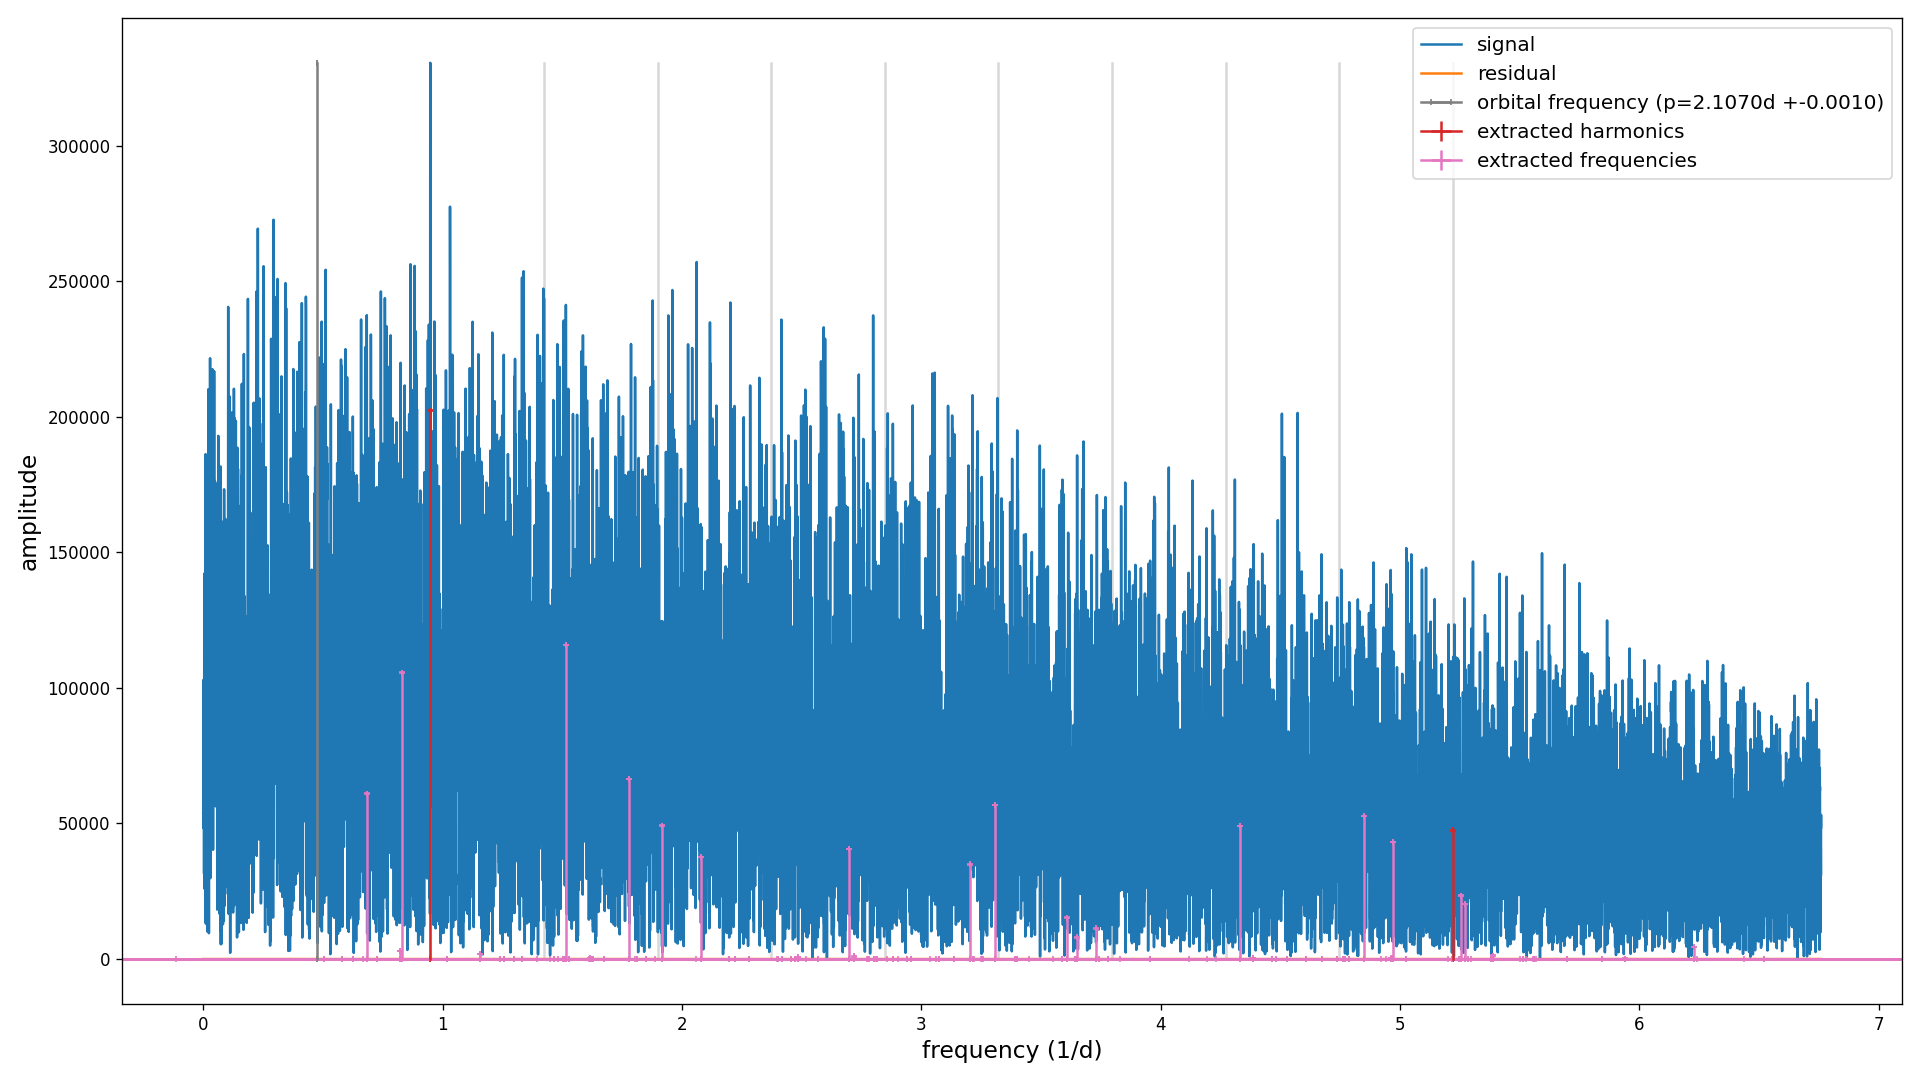 signal
residual
orbital frequency (p=2.1070d +-0.0010)
extracted harmonics
extracted frequencies
300000
250000
200000
150000
100000
50000
0
amplitude
0 1 2 3 4 5 6 7
frequency (1/d)